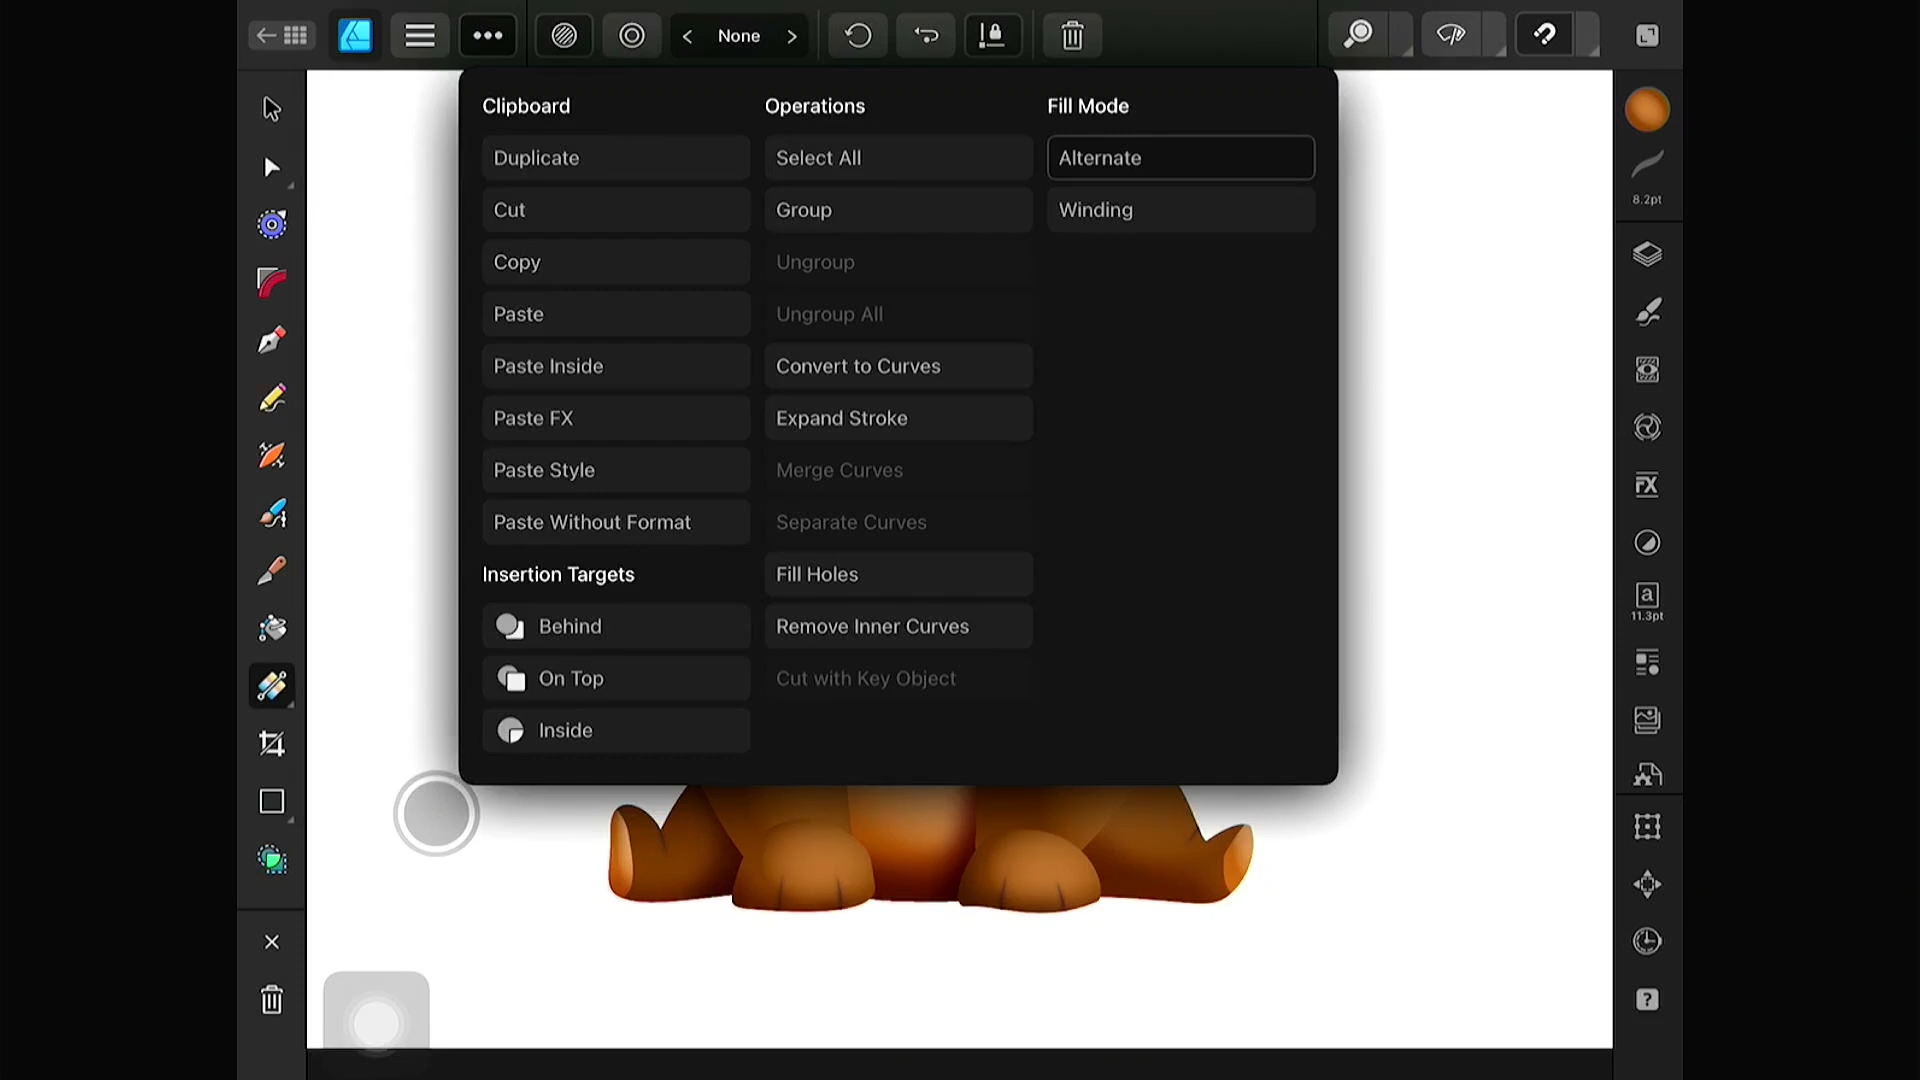 None
Clipboard
Operations
Fill Mode
Duplicate
Select All
Alternate
Cut
Group
Winding
Copy
Ungroup
Paste
Ungroup All
Paste Inside
Convert to Curves
Paste FX
Expand Stroke
Paste Style
Merge Curves
Paste Without Format
Separate Curves
Insertion Targets
Fill Holes
Behind
Remove Inner Curves
On Top
Cut with Key Object
Inside
8.2pt
FX
a
11.3pt
?